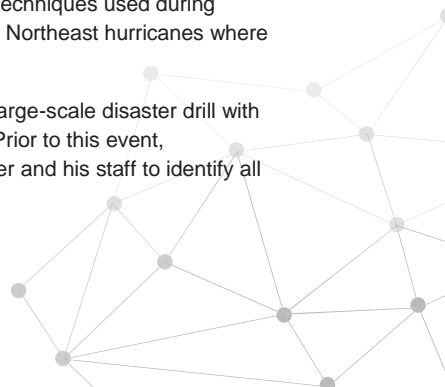 techniques used during
Northeast hurricanes where
arge-scale disaster drill with
Prior to this event,
er and his staff to identify all